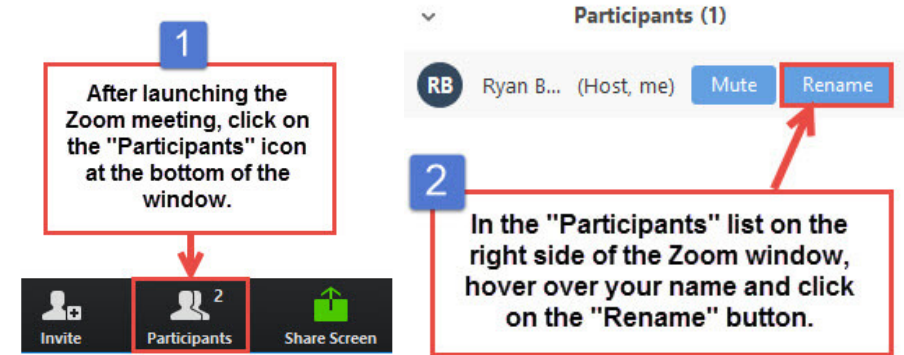 1
After launching the
Zoom meeting, click on
the "Participants" icon
at the bottom of the
window.
Invite
Participants
2
Share Screen
Participants (1)
RB
Ryan B... (Host, me)
Mute
Rename
2
In the "Participants" list on the
right side of the Zoom window,
hover over your name and click
on the "Rename" button.